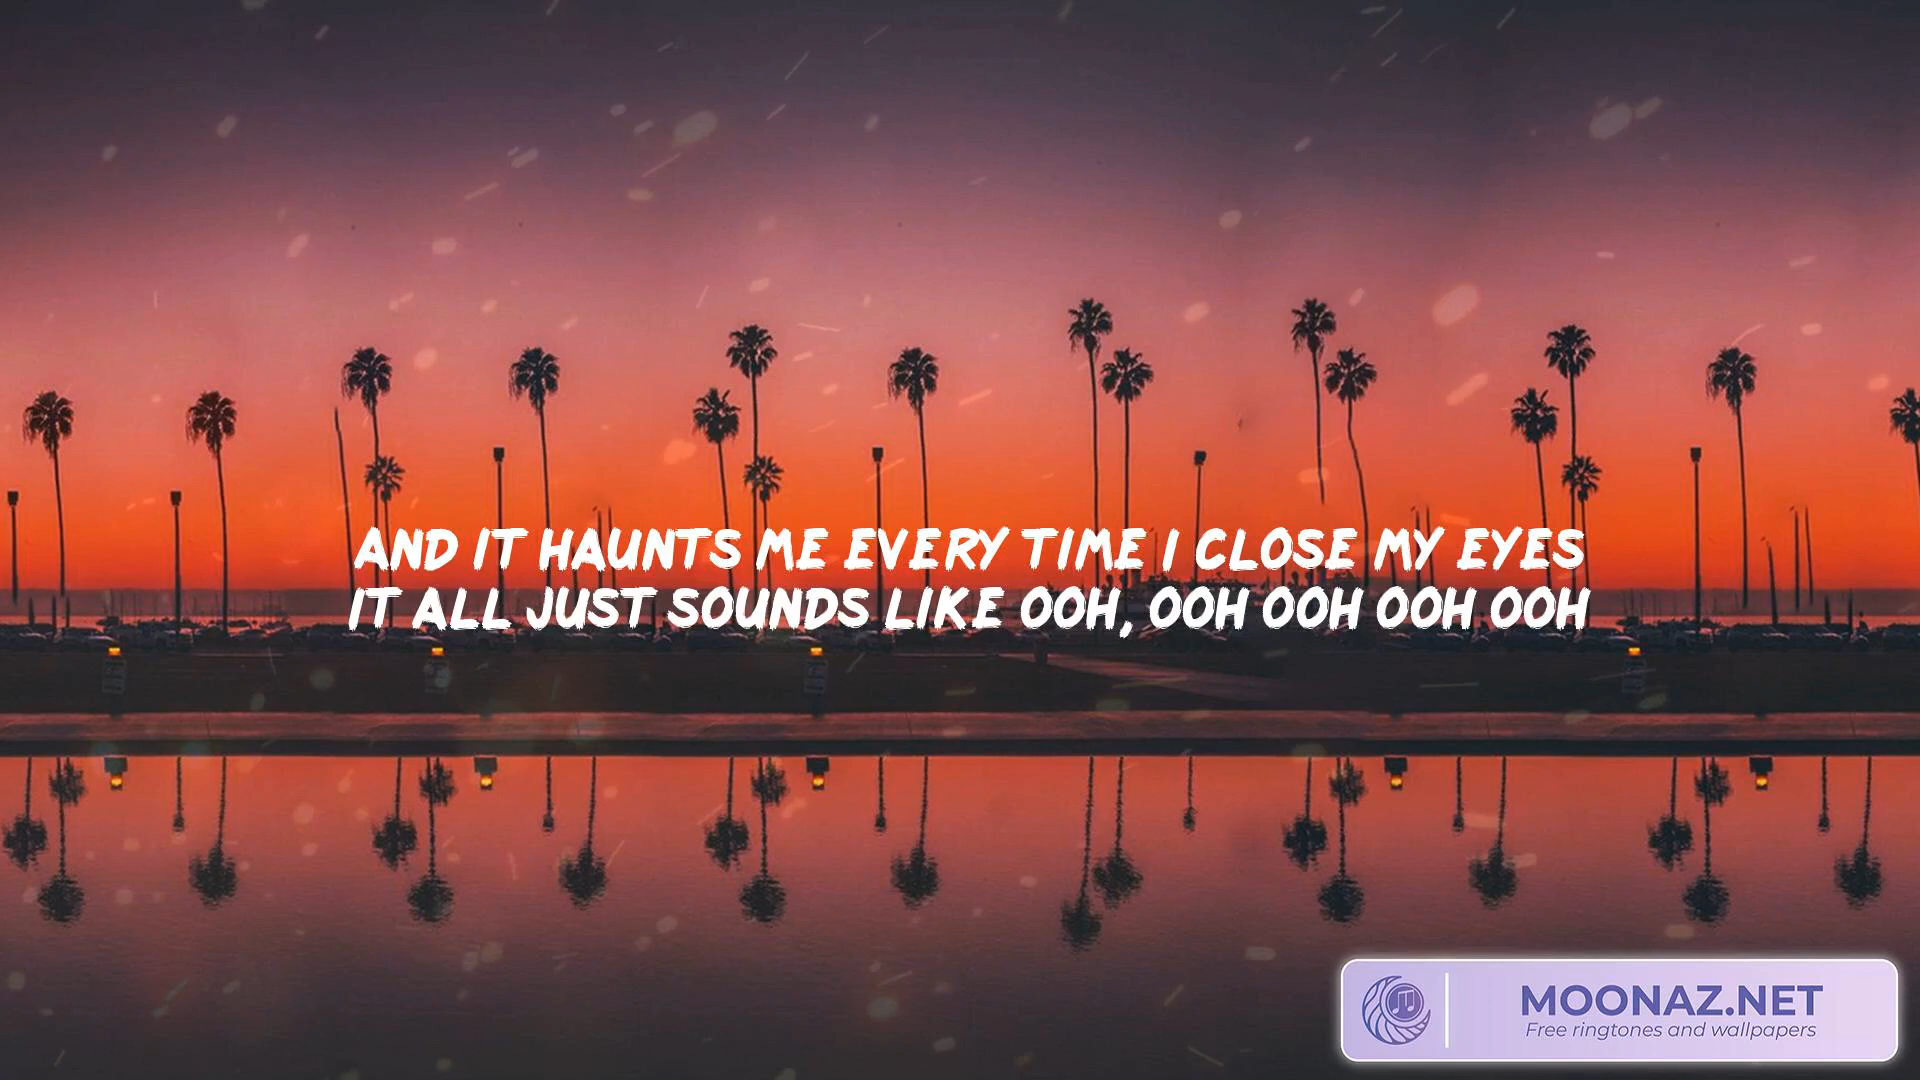 AND IT HAUNTS ME EVERY TIME I CLOSE MY EYES
IT ALL JUST SOUNDS LIKE OOH, OOH OOH OOH OOH
MOONAZ.NET
Free ringtones and wallpapers